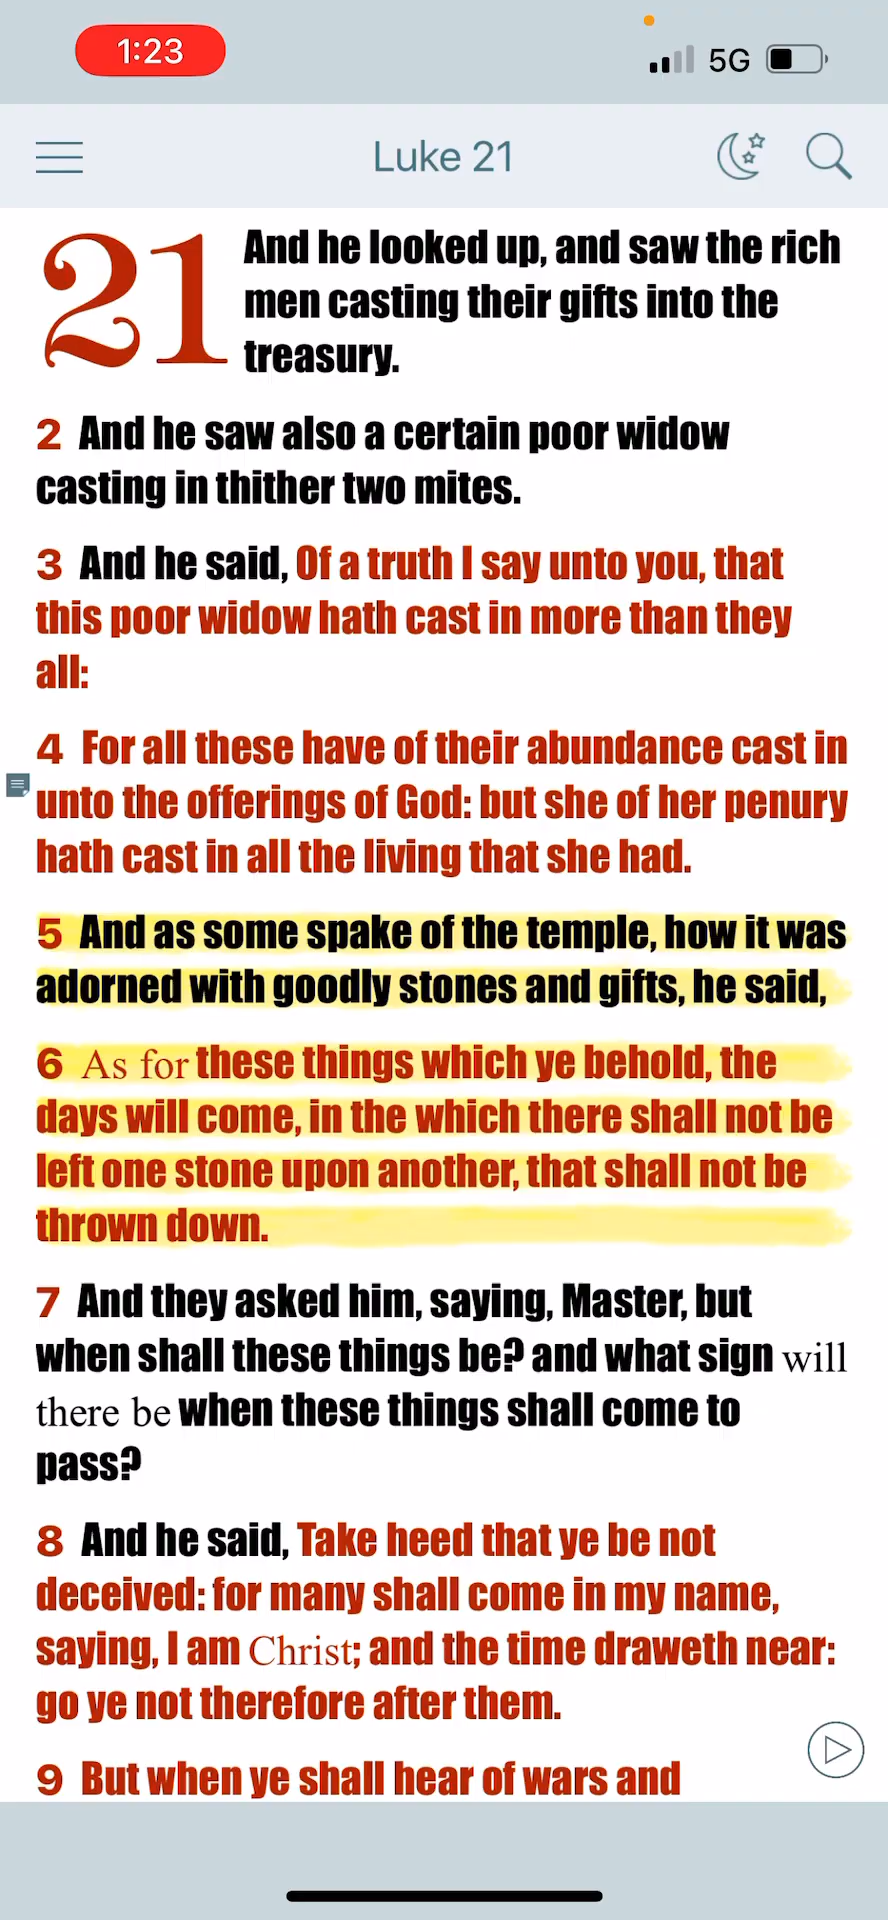 1:23
5G
Luke 21
21 And he looked up, and saw the rich
men casting their gifts into the
treasury.
2 And he saw also a certain poor widow
casting in thither two mites.
3 And he said, Of a truth I say unto you, that
this poor widow hath cast in more than they
all:
4 For all these have of their abundance cast in
unto the offerings of God: but she of her penury
hath cast in all the living that she had.
5 And as some spake of the temple, how it was
adorned with goodly stones and gifts, he said,
6 As for these things which ye behold, the
days will come, in the which there shall not be
left one stone upon another, that shall not be
thrown down.
7 And they asked him, saying, Master, but
when shall these things be? and what sign will
there be when these things shall come to
pass?
8 And he said, Take heed that ye be not
deceived: for many shall come in my name,
saying, I am Christ; and the time draweth near:
go ye not therefore after them.
9 But when ye shall hear of wars and